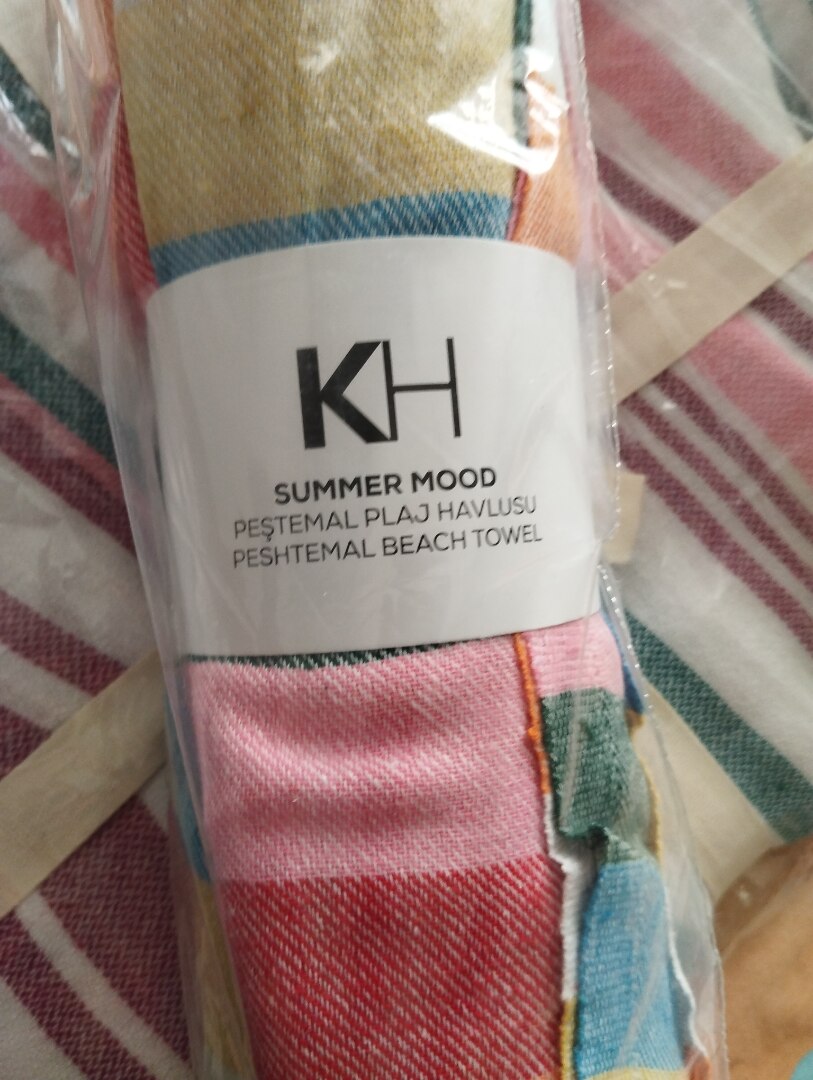 KH
SUMMER MOOD
PEŞTEMAL PLAJ HAVLUSU
PESHTEMAL BEACH TOWEL